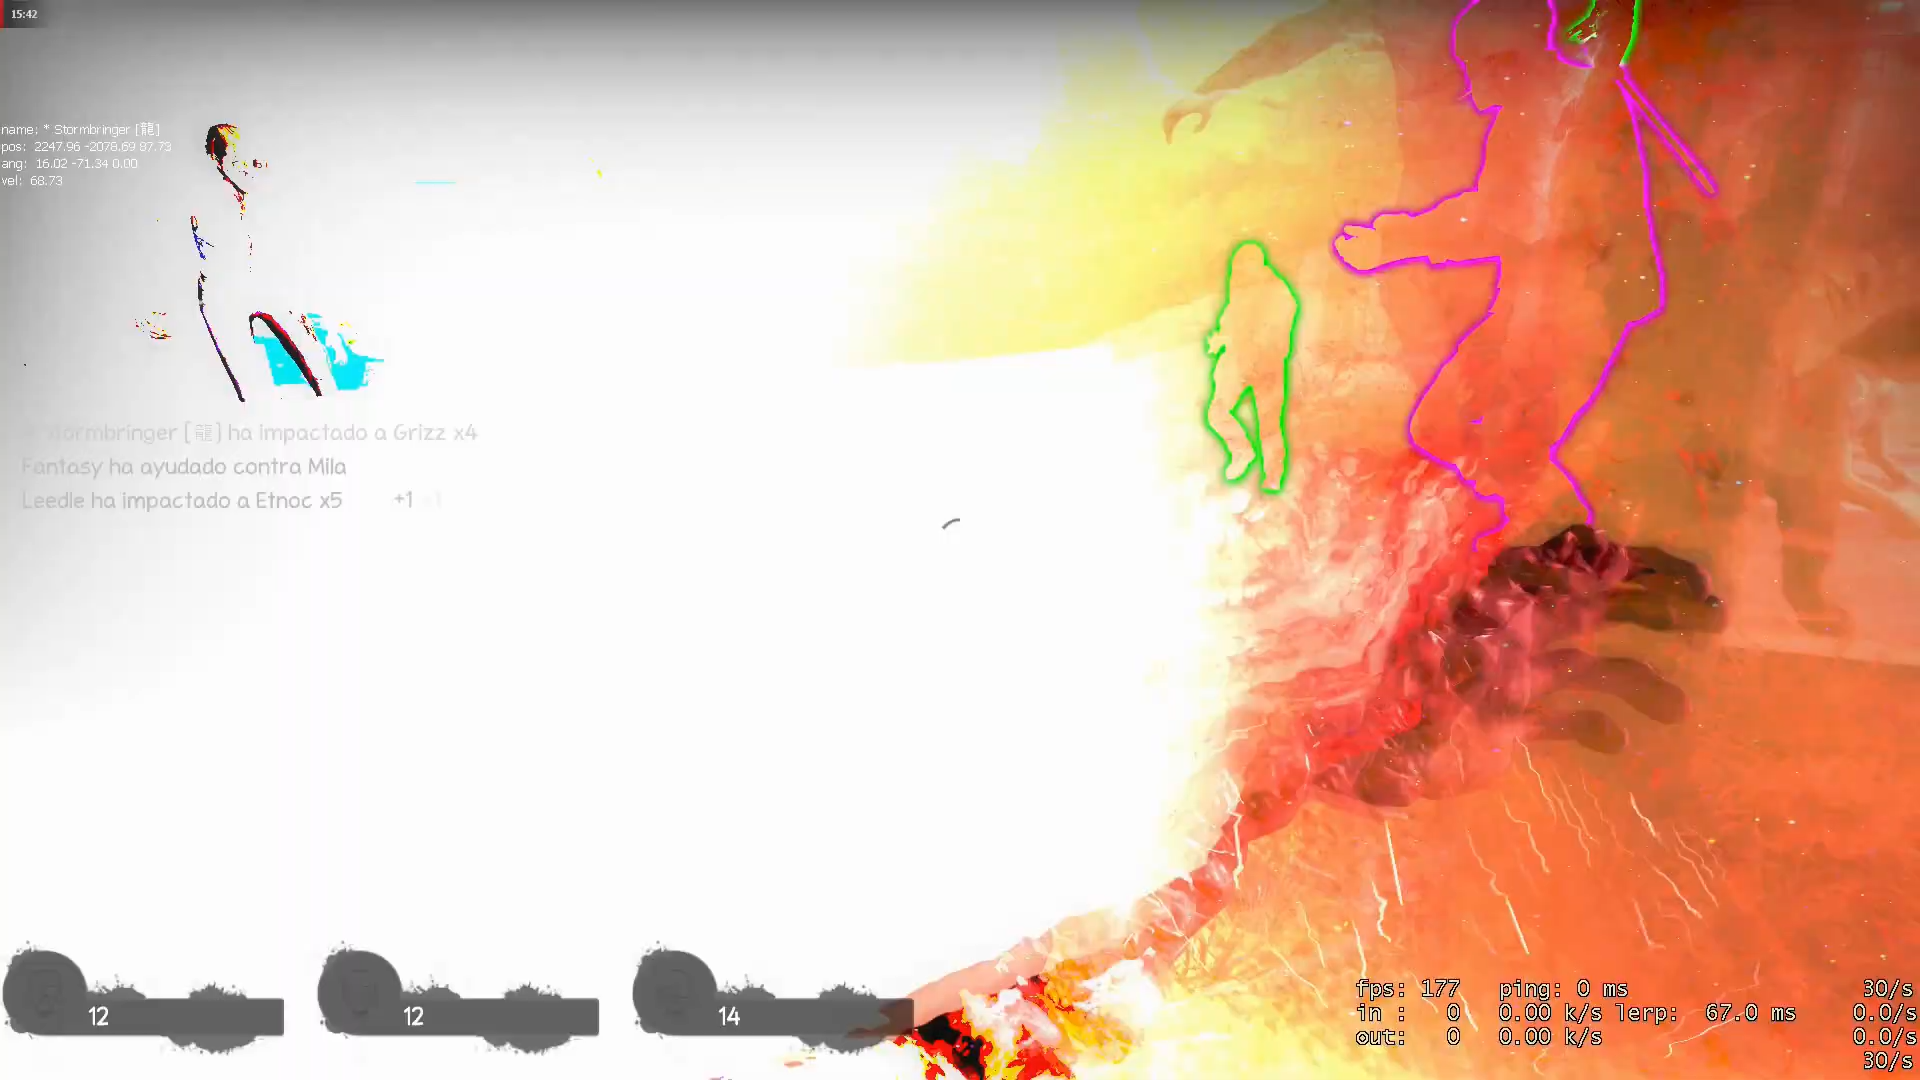 15:42
name: * Stormbringer [龍]
pos: 2247.96 -2078.69 87.73
ang: 16.02 -71.34 0.00
vel: 68.73
Stormbringer [龍] ha impactado a Grizz x4
Fantasy ha ayudado contra Mila
Leedle ha impactado a Etnoc x5 +1
12
12
14
fps: 177 ping: 0 ms 30/s
in : 0 0.00 k/s lerp: 67.0 ms 0.0/s
out: 0 0.00 k/s 0.0/s
30/s